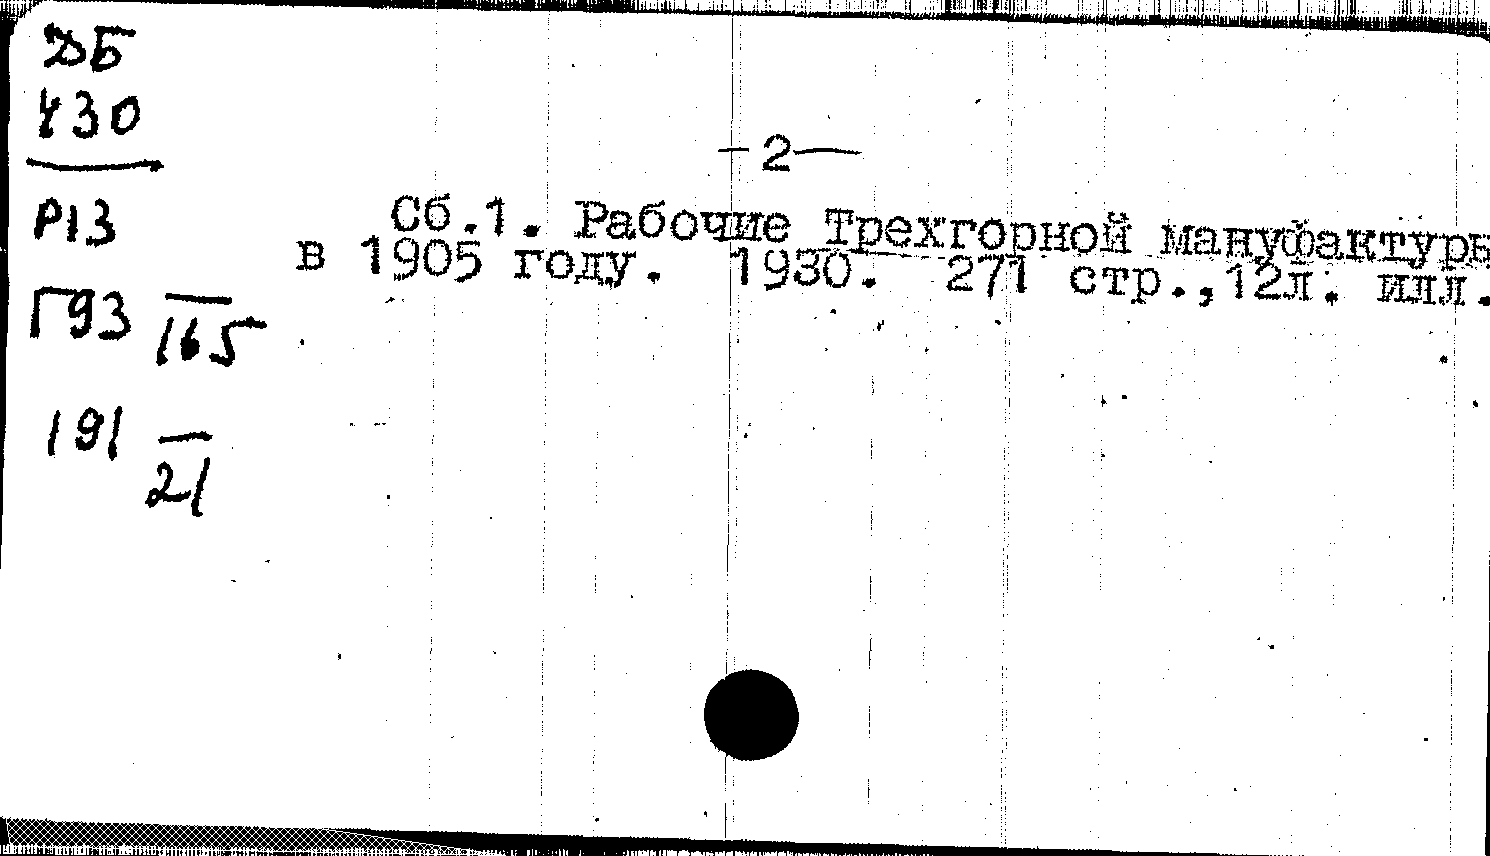 ДБ
430
Р13
Г93 165
191 21
- 2 -
Сб.1. Рабочие Трехгорной мануфактуры
в 1905 году. 1930. 271 стр.,12л. илл.